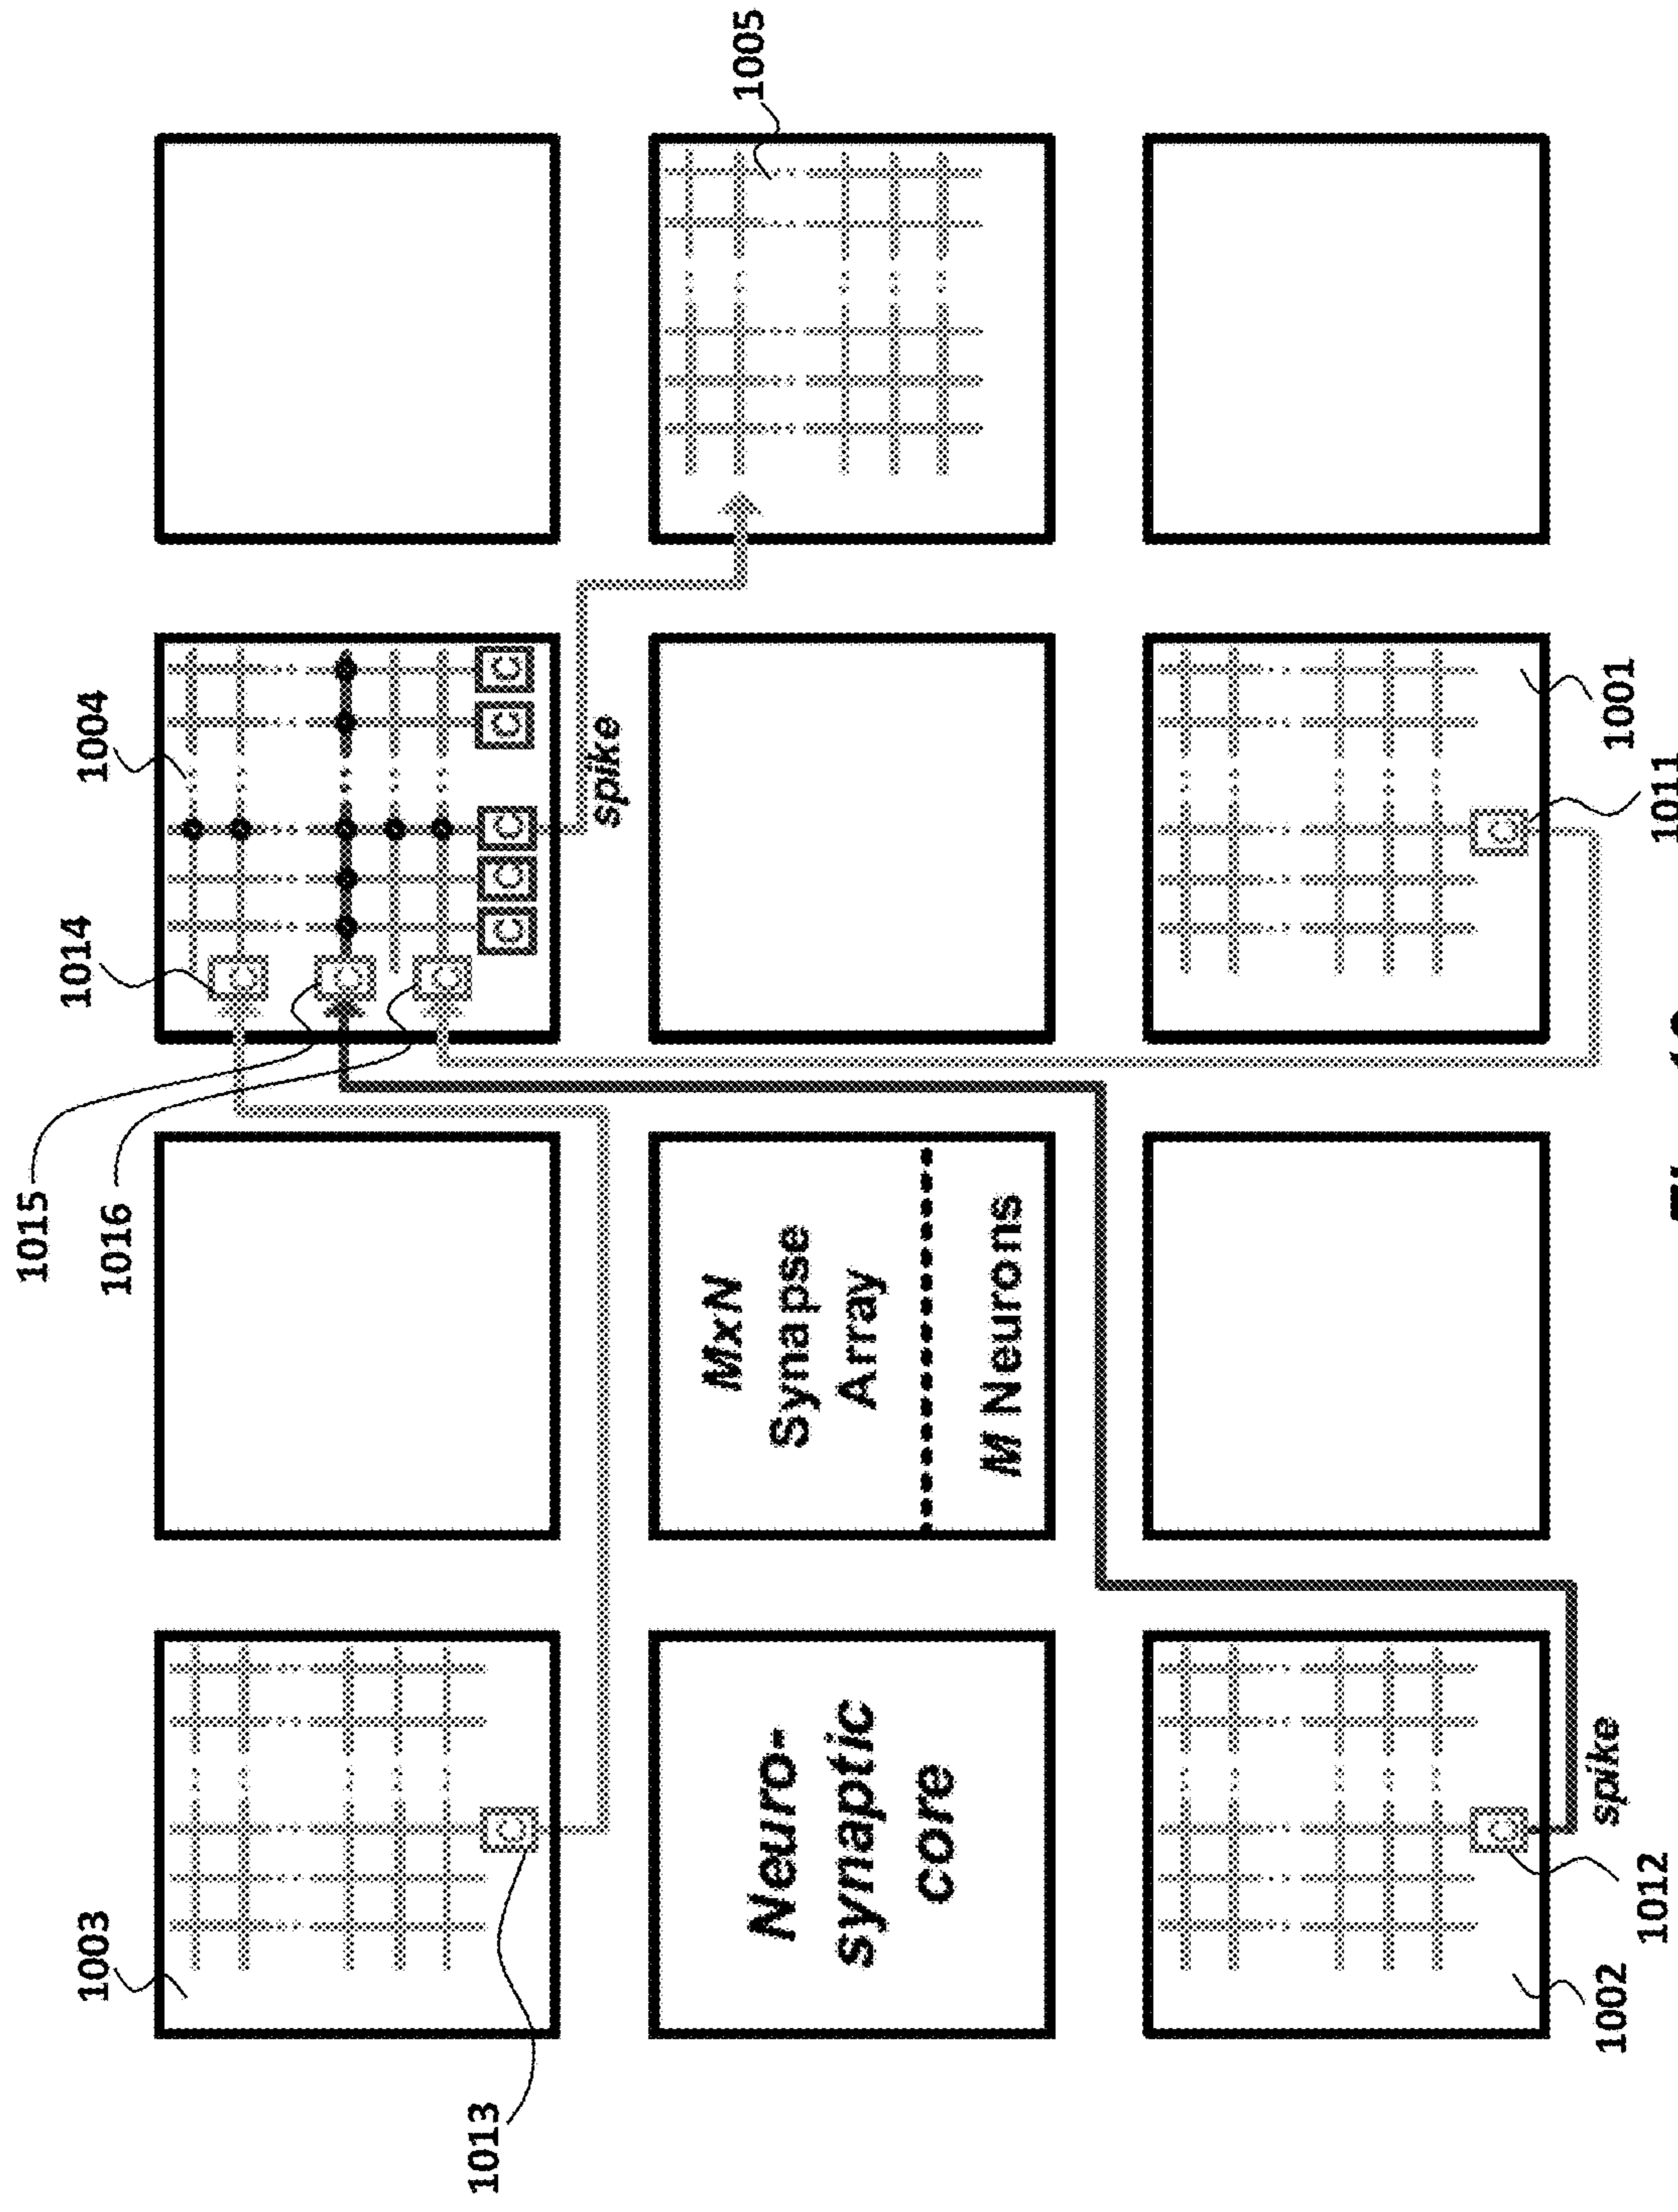 1015
1014
1003
1004
1016
C
C
C
1013
C
C C C C C
spike
1005
Neuro-
synaptic
core
MxN
Synapse
Array
M Neurons
C
C
spike
1002
1001
1012
1011